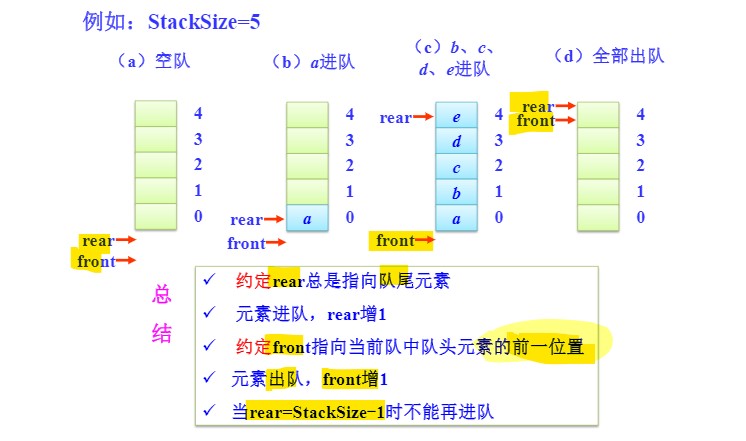 例如：StackSize=5
（a）空队
（b）a进队
（c）b、c、
d、e进队
（d）全部出队
4
3
2
1
0
rear
front
4
3
2
1
0
a
rear
front
rear
e
d
c
b
a
4
3
2
1
0
front
rear
front
4
3
2
1
0
总
结
✓ 约定rear总是指向队尾元素
✓ 元素进队，rear增1
✓ 约定front指向当前队中队头元素的前一位置
✓ 元素出队，front增1
✓ 当rear=StackSize-1时不能再进队